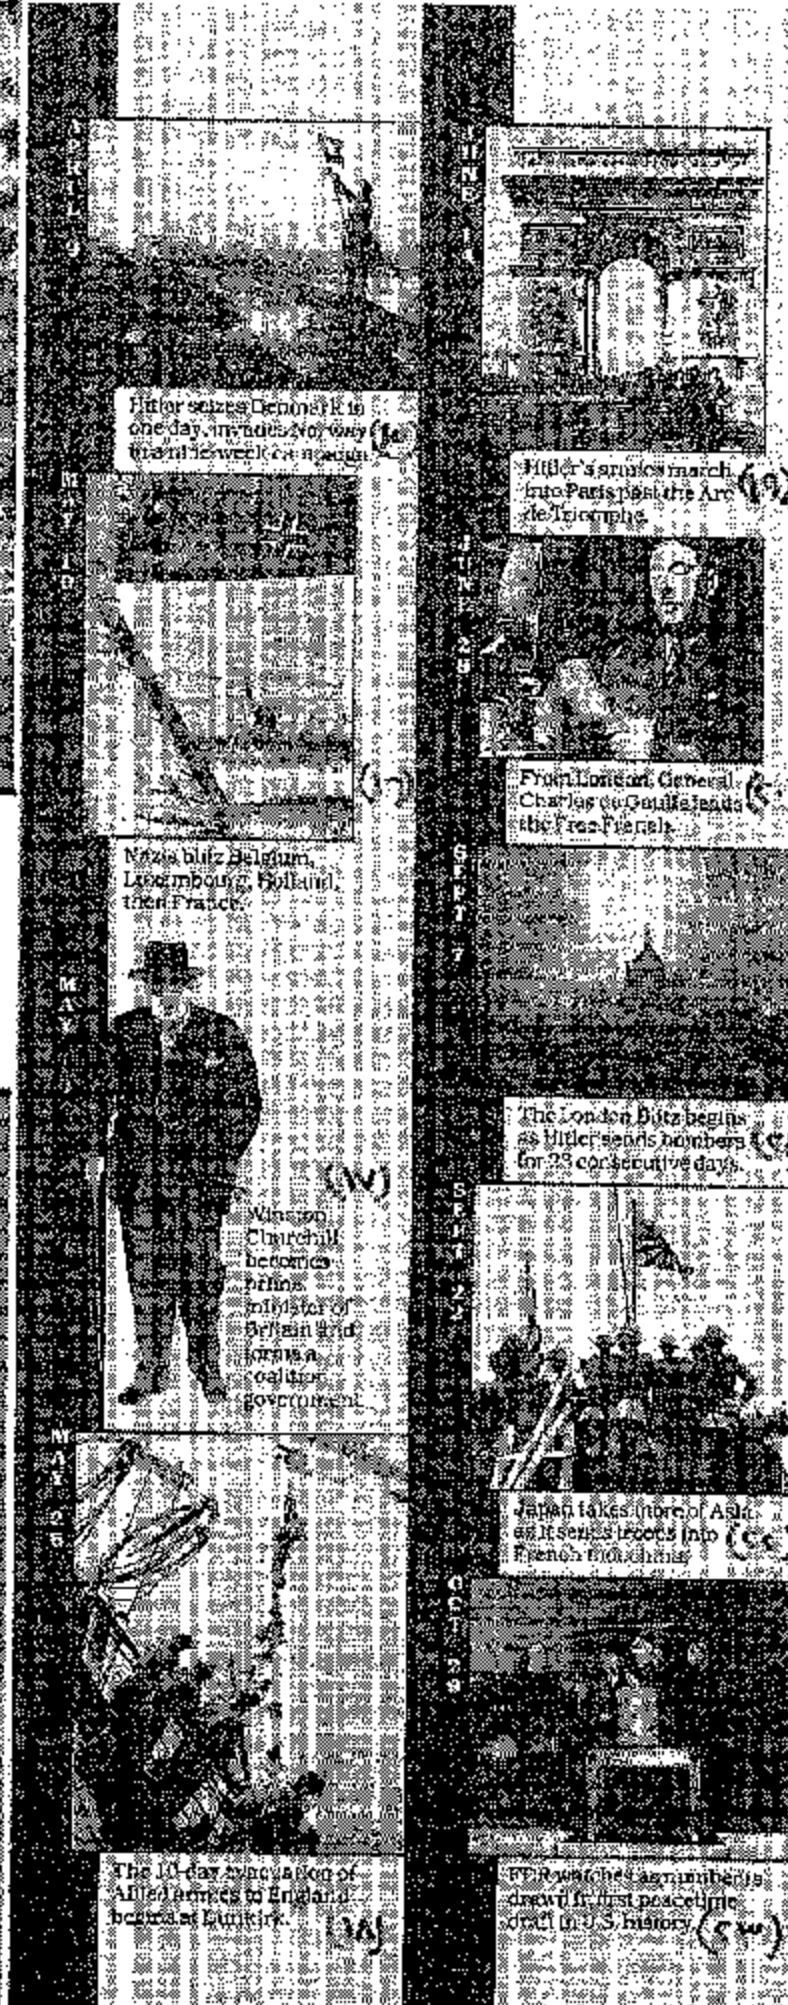 APRIL 9
Hitler seizes Denmark in
one day, invades Norway
in a nine week campaign.
MAY 10
Nazis blitz Belgium,
Luxembourg, Holland,
then France.
MAY
(W)
Winston
Churchill
becomes
prime
minister of
Britain and
forms a
coalition
government.
MAY 26
The 10-day evacuation of
Allied armies to England
begins at Dunkirk.
JUNE 14
Hitler's armies march
into Paris past the Arc
de Triomphe.
JUNE
From London, General
Charles de Gaulle leads
the Free French.
SEPT 7
The London Blitz begins
as Hitler sends bombers
for 23 consecutive days.
SEPT
Japan takes more of Asia
as it sends troops into
French Indochina.
OCT 29
FDR watches as number is
drawn in first peacetime
draft in U.S. history.